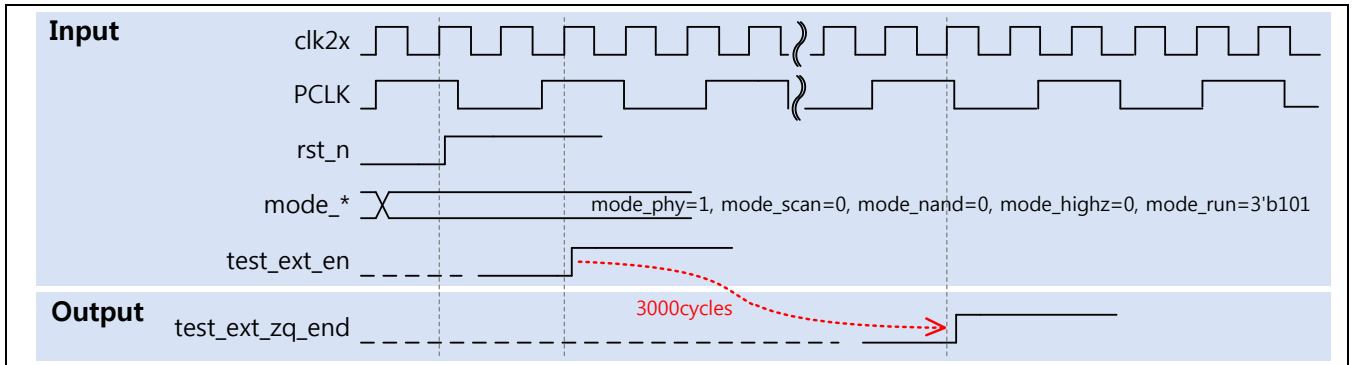 Input
clk2x
PCLK
rst_n
mode_*
mode_phy=1, mode_scan=0, mode_nand=0, mode_highz=0, mode_run=3'b101
test_ext_en
Output
3000cycles
test_ext_zq_end